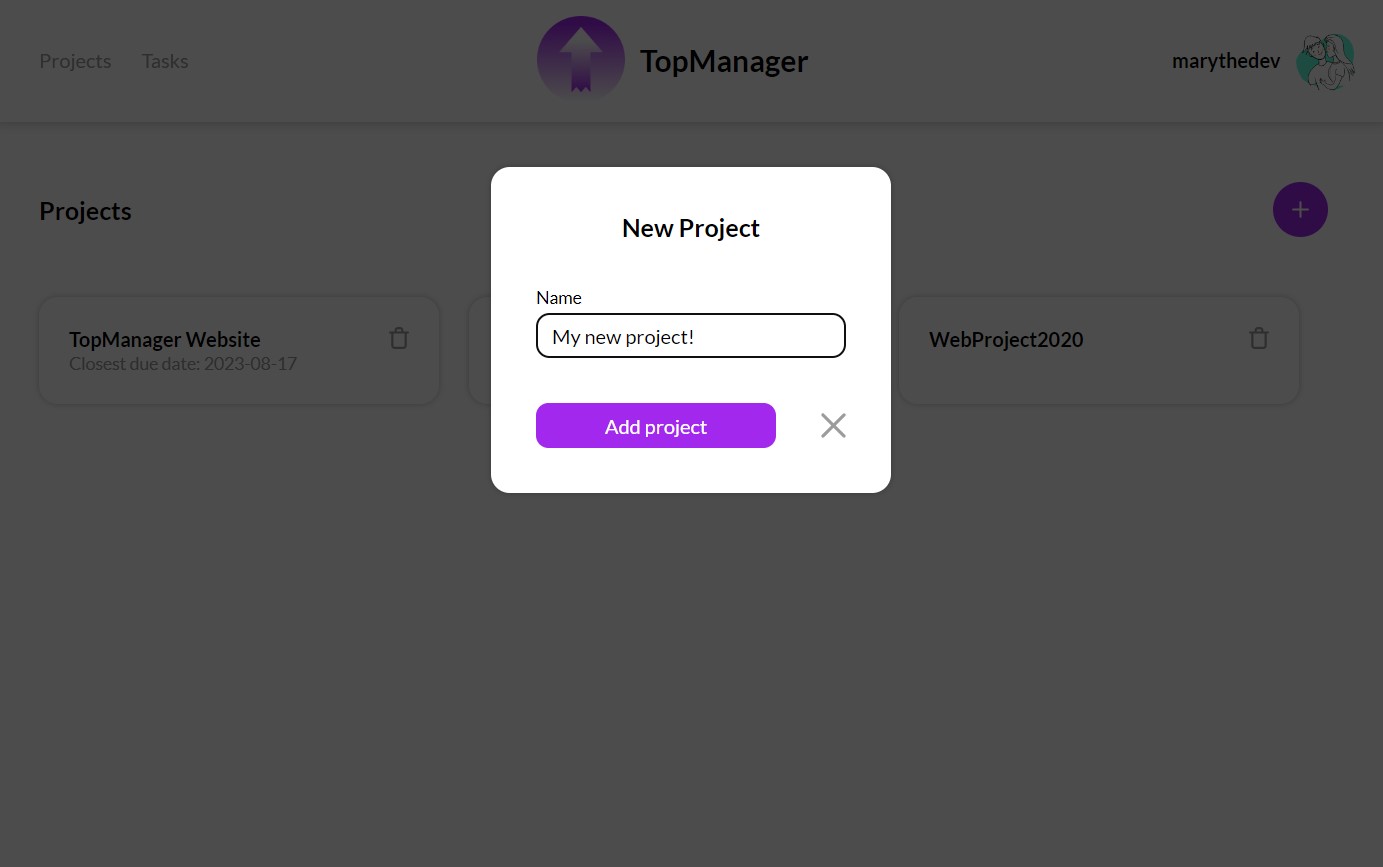 Projects Tasks
TopManager
marythedev
Projects
New Project
Name
My new project!
Add project
TopManager Website
Closest due date: 2023-08-17
WebProject2020